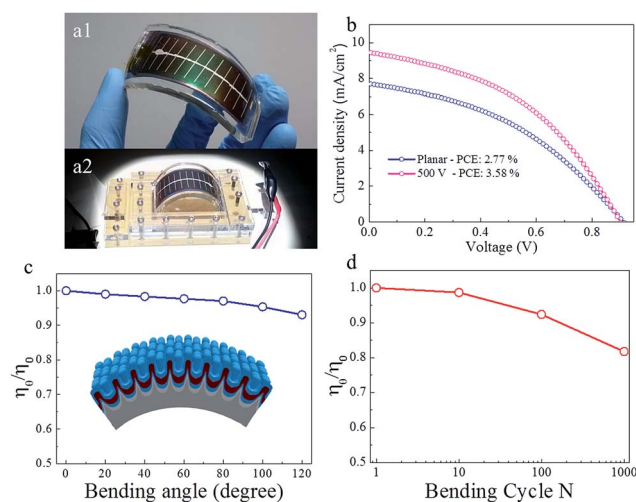 a1
a2
b
Current density (mA/cm²)
10
8
6
4
2
0
Planar - PCE: 2.77 %
500 V - PCE: 3.58 %
0.0 0.2 0.4 0.6 0.8
Voltage (V)
c
η₀/η₀
1.0
0.9
0.8
0.7
0.6
0.5
0 20 40 60 80 100 120
Bending angle (degree)
d
η₀/η₀
1.0
0.9
0.8
0.7
0.6
0.5
1 10 100 1000
Bending Cycle N